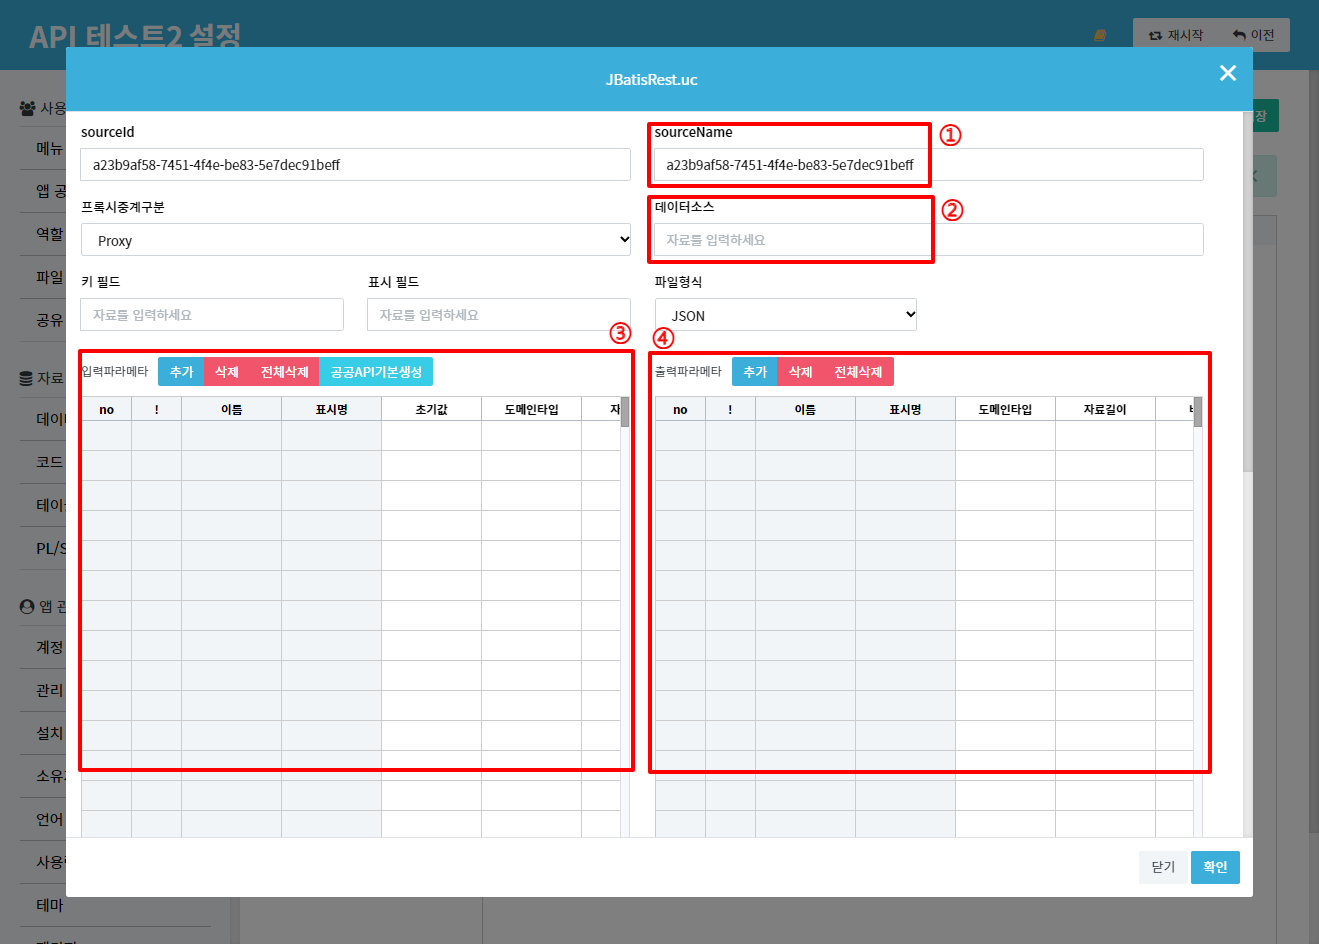 API 테스트2 설정
재시작
이전
JBatisRest.uc
사용
메뉴
앱 공
역할
파일
공유
자료
데이
코드
테이
PL/S
앱 관
계정
관리
설치
소유
언어
사용
테마
장
sourceId
sourceName
①
a23b9af58-7451-4f4e-be83-5e7dec91beff
a23b9af58-7451-4f4e-be83-5e7dec91beff
프록시중계구분
데이터소스
②
Proxy
자료를 입력하세요
키 필드
표시 필드
파일형식
자료를 입력하세요
자료를 입력하세요
JSON
③
④
입력파라메타 추가 삭제 전체삭제 공공API기본생성
출력파라메타 추가 삭제 전체삭제
no ! 이름 표시명 초기값 도메인타입 자
no ! 이름 표시명 도메인타입 자료길이
닫기 확인